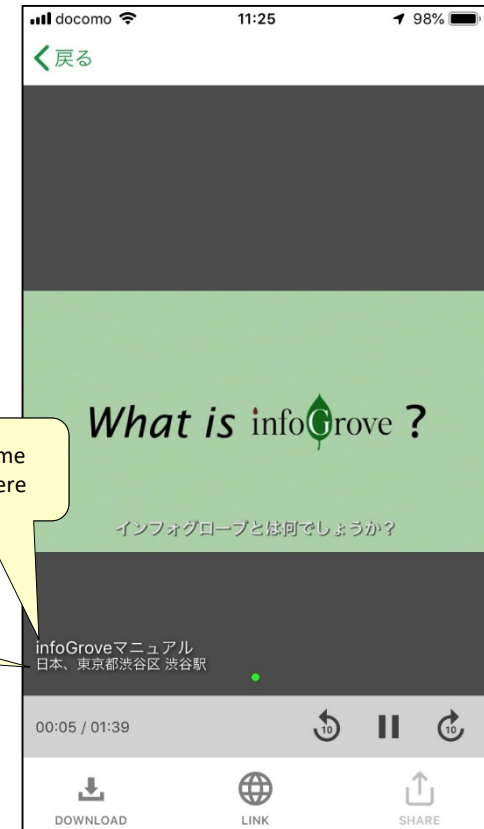 docomo 11:25 98%
戻る
What is infoGrove ?
me
ere
インフォグローブとは何でしょうか?
infoGroveマニュアル
日本、東京都渋谷区 渋谷駅
00:05 / 01:39 10 10
DOWNLOAD LINK SHARE